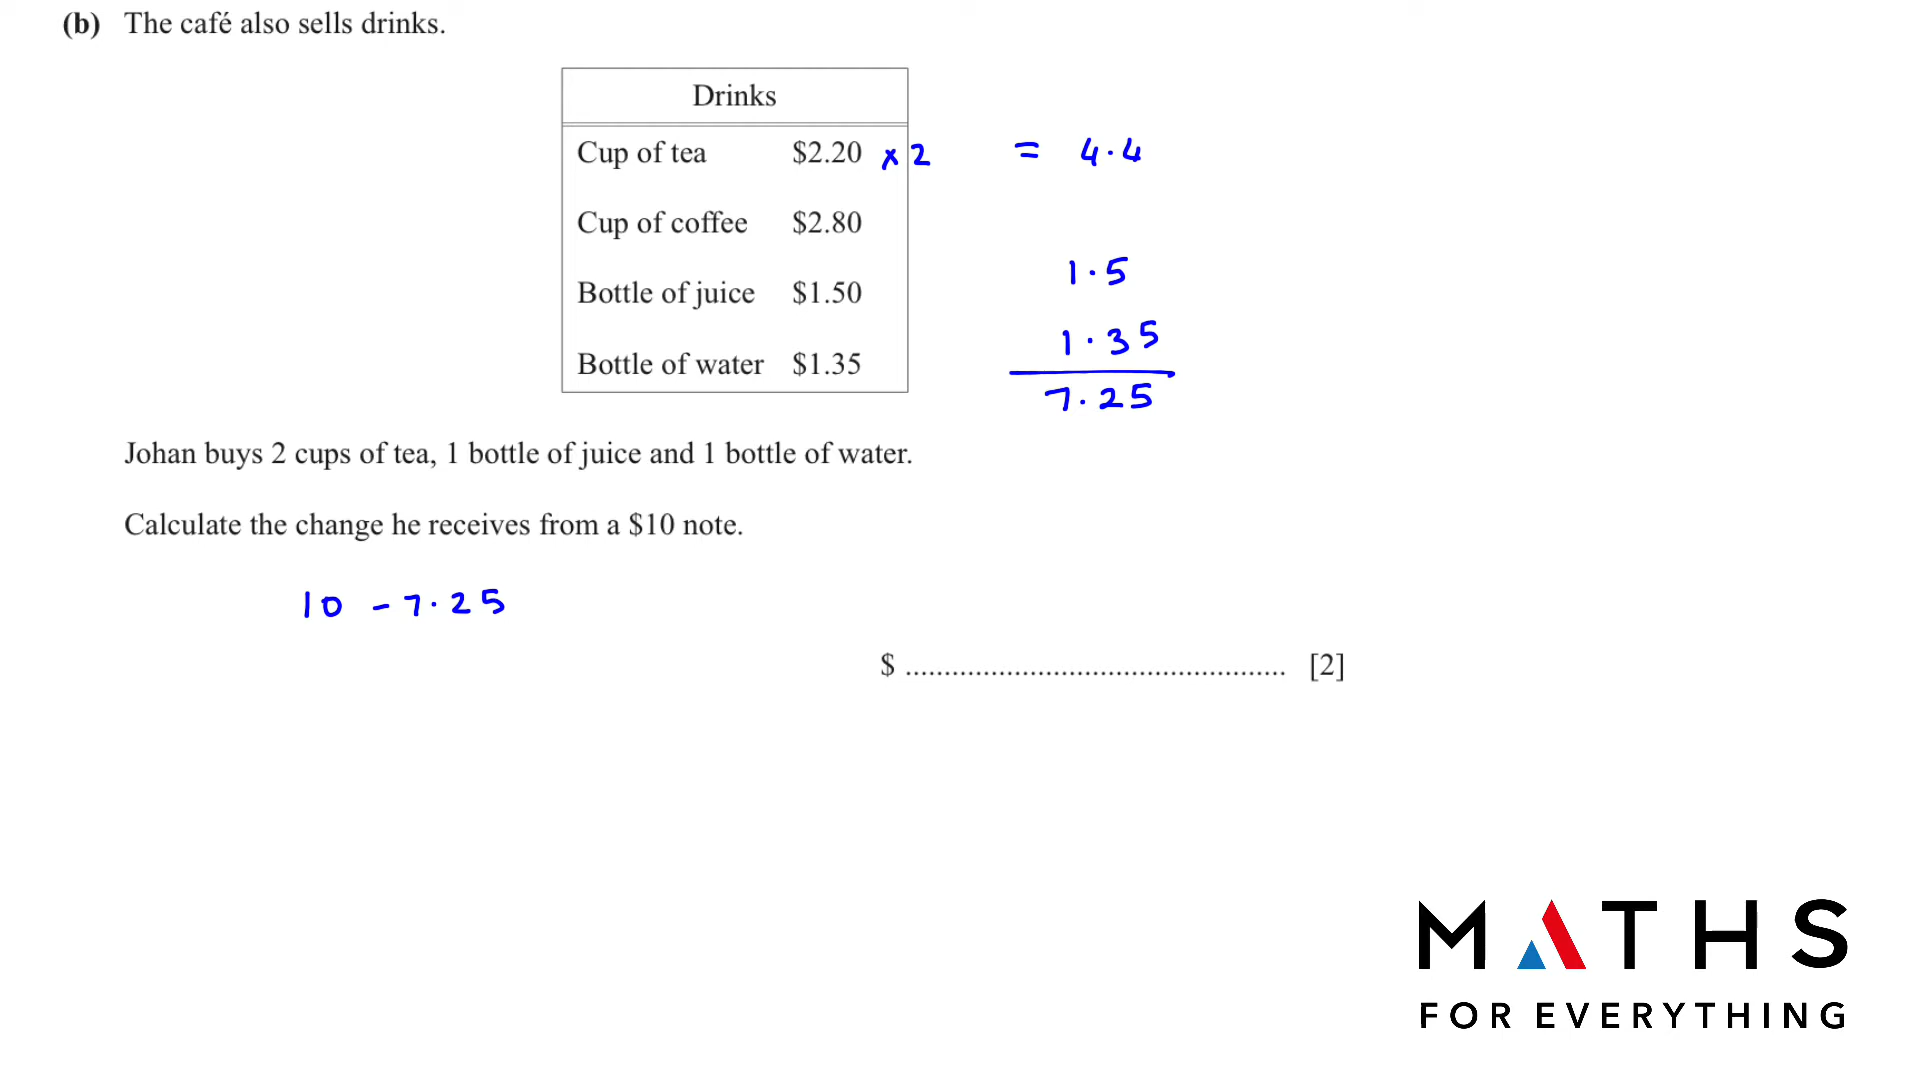 (b) The café also sells drinks.
Drinks
Cup of tea $2.20 × 2 = 4.4
Cup of coffee $2.80
1.5
Bottle of juice $1.50
1.35
Bottle of water $1.35
7.25
Johan buys 2 cups of tea, 1 bottle of juice and 1 bottle of water.
Calculate the change he receives from a $10 note.
10 - 7.25
$ ................................................. [2]
MATHS
FOR EVERYTHING